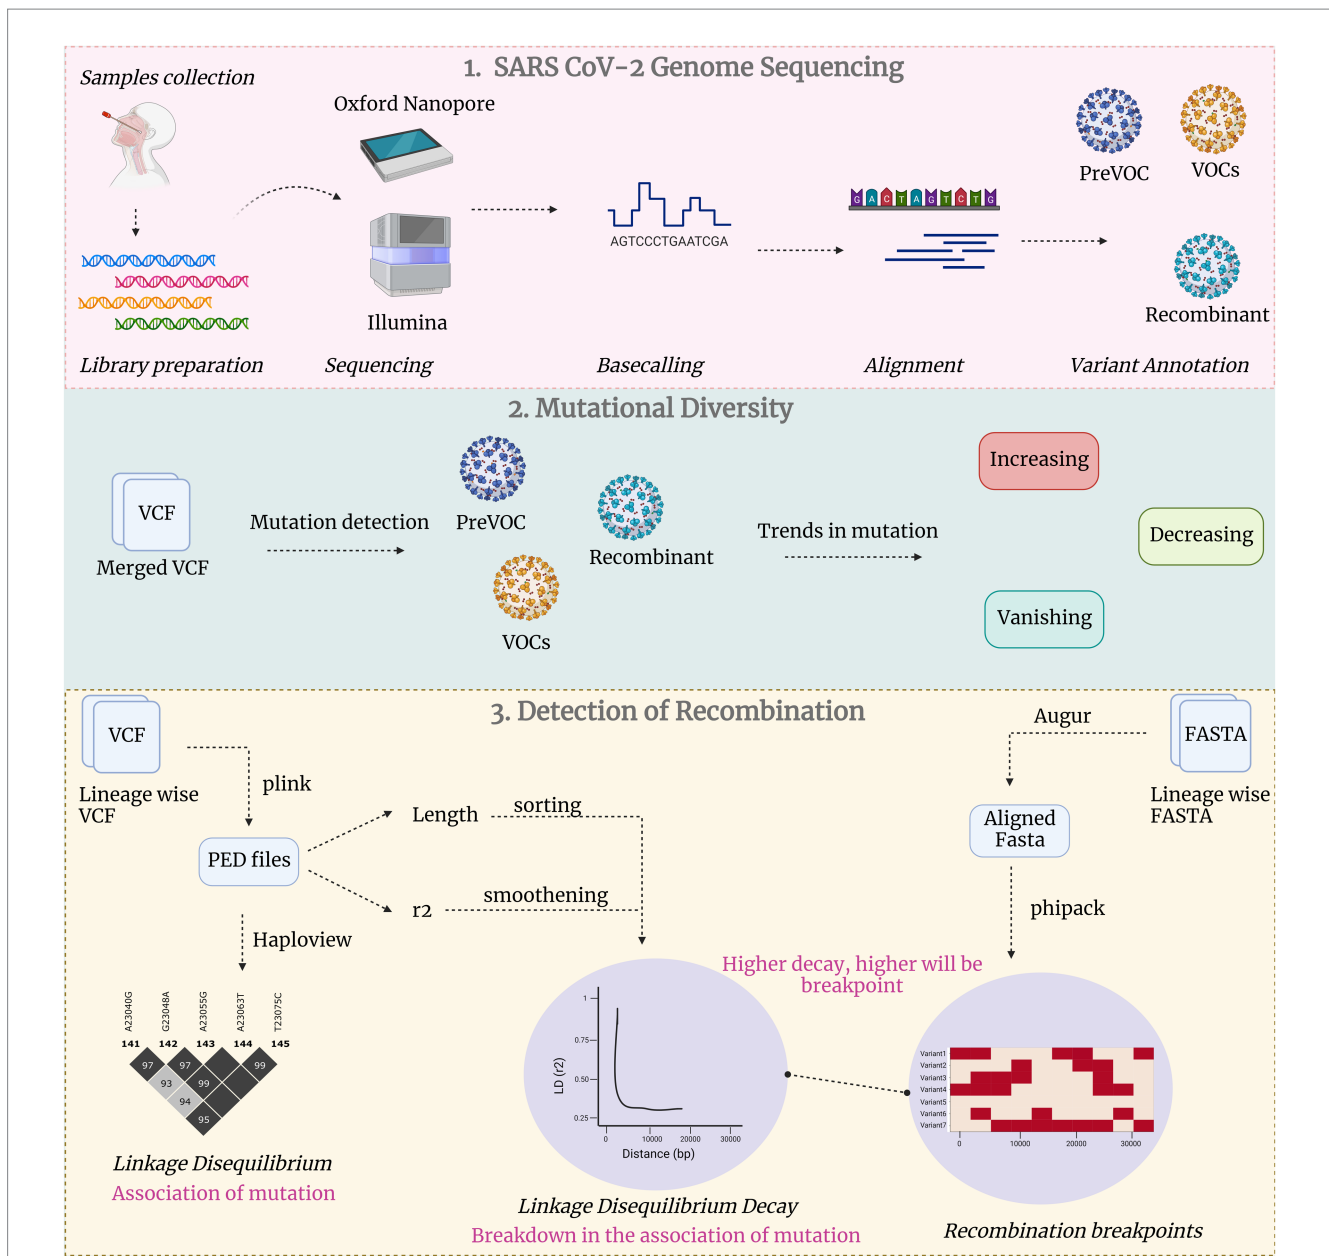 1. SARS CoV-2 Genome Sequencing
Samples collection
Oxford Nanopore
Illumina
AGTCCCTGAATCGA
G A C T A G T C T G
PreVOC
VOCs
Recombinant
Library preparation
Sequencing
Basecalling
Alignment
Variant Annotation
2. Mutational Diversity
VCF
Merged VCF
Mutation detection
PreVOC
Recombinant
VOCs
Trends in mutation
Increasing
Decreasing
Vanishing
3. Detection of Recombination
VCF
Lineage wise
VCF
plink
PED files
Length
sorting
r2
smoothening
Haploview
A23040G
G23048A
A23055G
A23063T
T23075C
141 142 143 144 145
97 97 99
93 99
94
95
Linkage Disequilibrium
Association of mutation
LD (r2)
1
0.75
0.50
0.25
0 10000 20000 30000
Distance (bp)
Linkage Disequilibrium Decay
Breakdown in the association of mutation
Higher decay, higher will be
breakpoint
Augur
FASTA
Lineage wise
FASTA
Aligned
Fasta
phipack
Variant1
Variant2
Variant3
Variant4
Variant5
Variant6
Variant7
0 10000 20000 30000
Recombination breakpoints